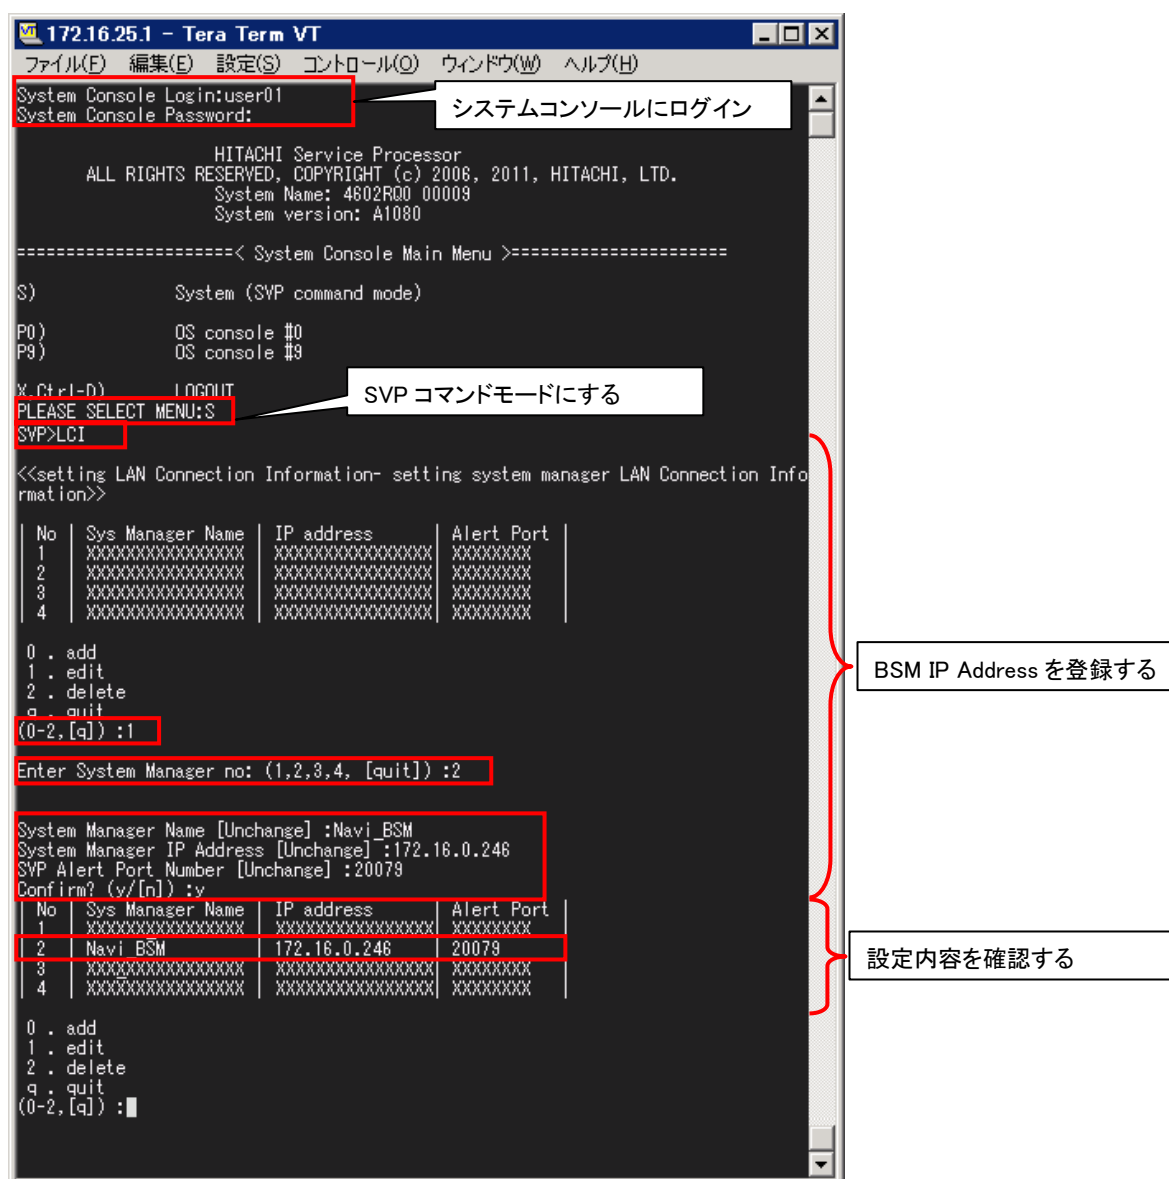 172.16.25.1 - Tera Term VT
ファイル(F) 編集(E) 設定(S) コントロール(O) ウィンドウ(W) ヘルプ(H)
System Console Login:user01
System Console Password:
システムコンソールにログイン
HITACHI Service Processor
ALL RIGHTS RESERVED, COPYRIGHT (c) 2006, 2011, HITACHI, LTD.
System Name: 4602RQ0 00009
System version: A1080
======================< System Console Main Menu >======================
S) System (SVP command mode)
P0) OS console #0
P9) OS console #9
X,Ctrl-D) LOGOUT
PLEASE SELECT MENU:S
SVP コマンドモードにする
SVP>LCI
<<setting LAN Connection Information- setting system manager LAN Connection Info
rmation>>
| No | Sys Manager Name | IP address | Alert Port |
| 1 | XXXXXXXXXXXXXXXX | XXXXXXXXXXXXXXXX| XXXXXXXX |
| 2 | XXXXXXXXXXXXXXXX | XXXXXXXXXXXXXXXX| XXXXXXXX |
| 3 | XXXXXXXXXXXXXXXX | XXXXXXXXXXXXXXXX| XXXXXXXX |
| 4 | XXXXXXXXXXXXXXXX | XXXXXXXXXXXXXXXX| XXXXXXXX |
0 . add
1 . edit
2 . delete
q . quit
(0-2,[q]) :1
BSM IP Address を登録する
Enter System Manager no: (1,2,3,4, [quit]) :2
System Manager Name [Unchange] :Navi_BSM
System Manager IP Address [Unchange] :172.16.0.246
SVP Alert Port Number [Unchange] :20079
Confirm? (y/[n]) :y
| No | Sys Manager Name | IP address | Alert Port |
| 1 | XXXXXXXXXXXXXXXX | XXXXXXXXXXXXXXXX| XXXXXXXX |
| 2 | Navi_BSM | 172.16.0.246 | 20079 |
| 3 | XXXXXXXXXXXXXXXX | XXXXXXXXXXXXXXXX| XXXXXXXX |
| 4 | XXXXXXXXXXXXXXXX | XXXXXXXXXXXXXXXX| XXXXXXXX |
設定内容を確認する
0 . add
1 . edit
2 . delete
q . quit
(0-2,[q]) :